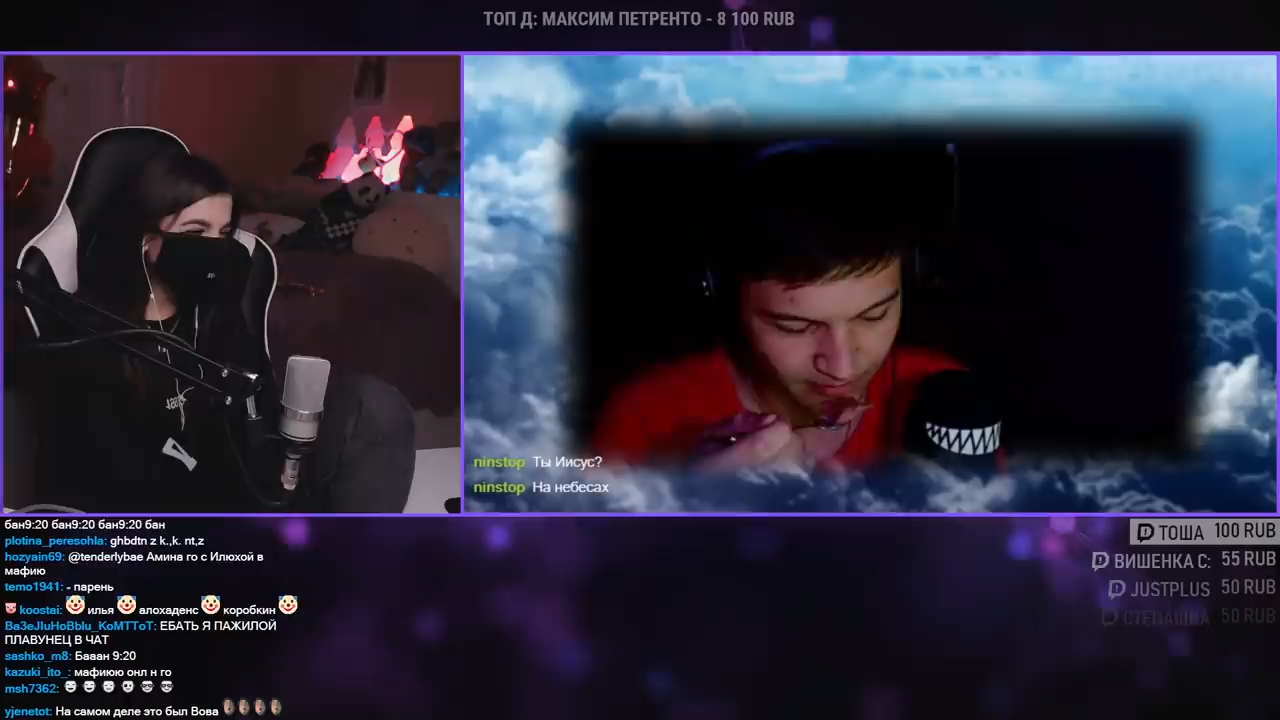 ТОП Д: МАКСИМ ПЕТРЕНТО - 8 100 RUB
ninstop Ты Иисус?
ninstop На небесах
бан9:20 бан9:20 бан9:20 бан
plotina_peresohla: ghbdtn z k.,k. nt,z
hozyain69: @tenderlybae Амина го с Илюхой в
мафию
temo1941: - парень
koostai: илья алохаденс коробкин
Ba3eJIuHoBblu_KoMTToT: ЕБАТЬ Я ПАЖИЛОЙ
ПЛАВУНЕЦ В ЧАТ
sashko_m8: Бааан 9:20
kazuki_ito_: мафиюю онл н го
msh7362:
yjenetot: На самом деле это был Вова
ТОША 100 RUB
ВИШЕНКА С: 55 RUB
JUSTPLUS 50 RUB
СТЕПАШКА 50 RUB